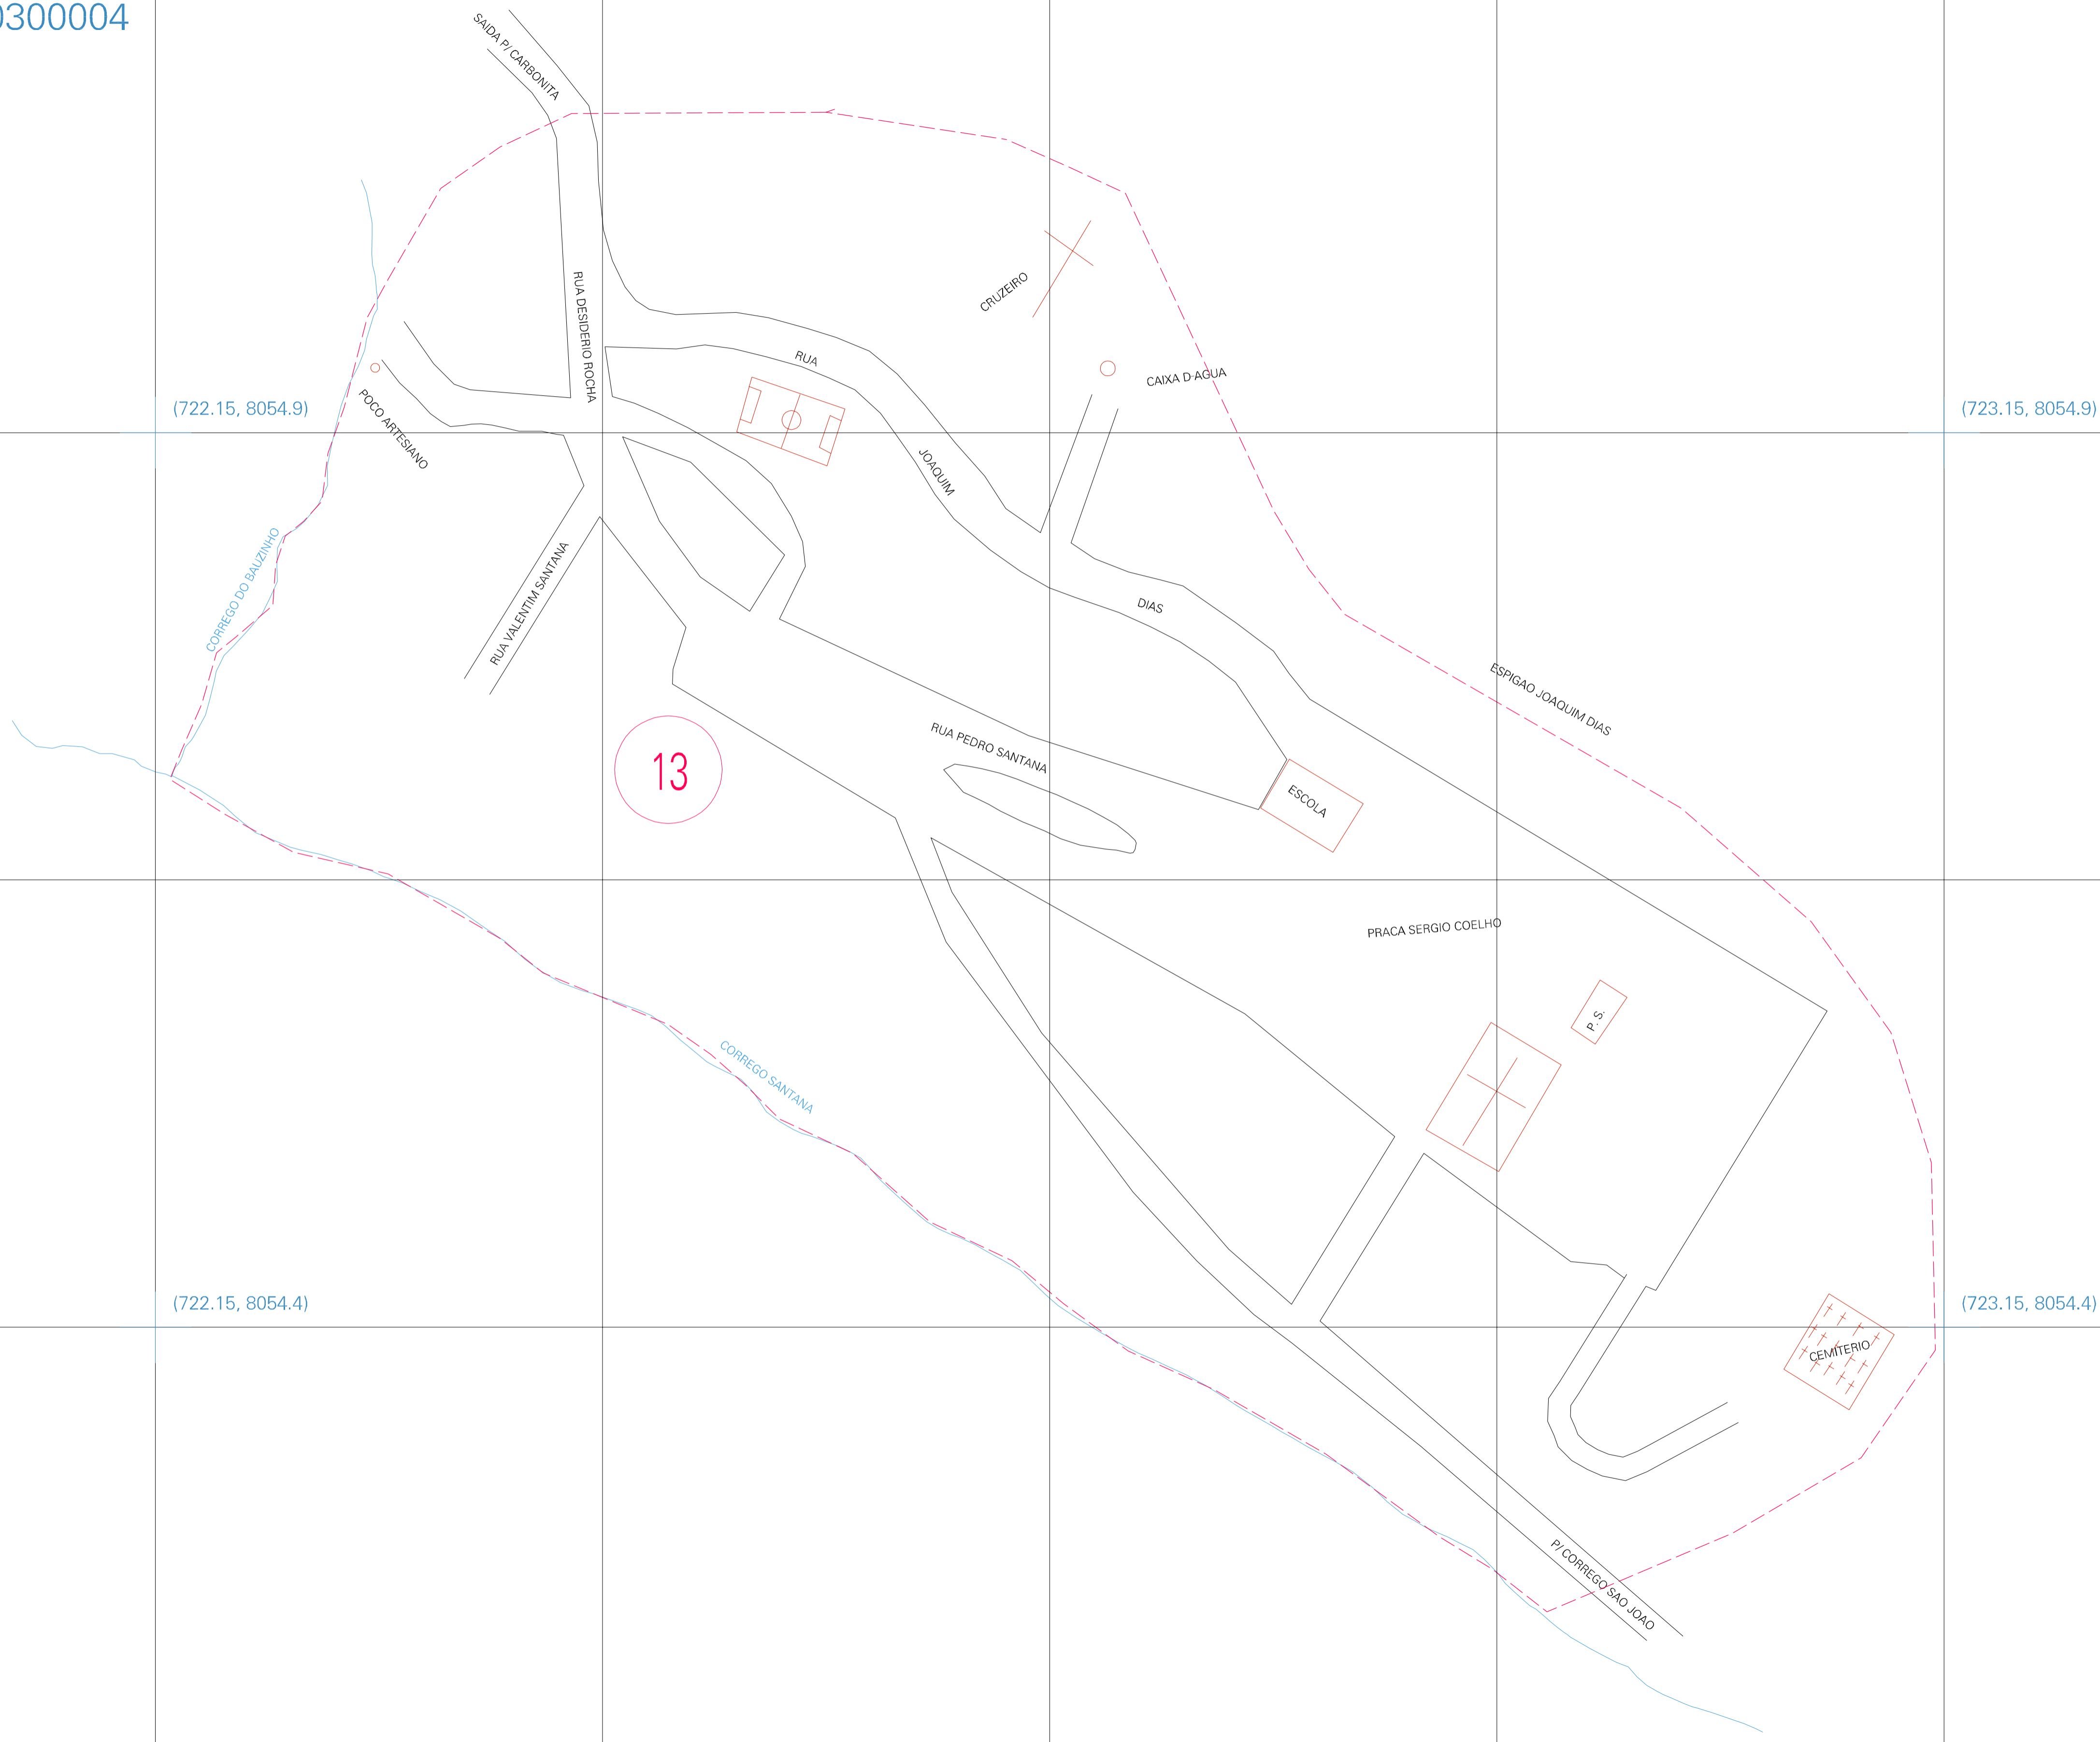 0300004
SAIDA P/ CARBONITA
RUA DESIDERIO ROCHA
CRUZEIRO
RUA
CAIXA D-AGUA
(722.15, 8054.9)
(723.15, 8054.9)
POCO ARTESIANO
JOAQUIM
CORREGO DO BAUZINHO
RUA VALENTIM SANTANA
DIAS
ESPIGAO JOAQUIM DIAS
RUA PEDRO SANTANA
13
ESCOLA
PRACA SERGIO COELHO
P. S.
CORREGO SANTANA
(722.15, 8054.4)
(723.15, 8054.4)
CEMITERIO
P/ CORREGO SAO JOAO